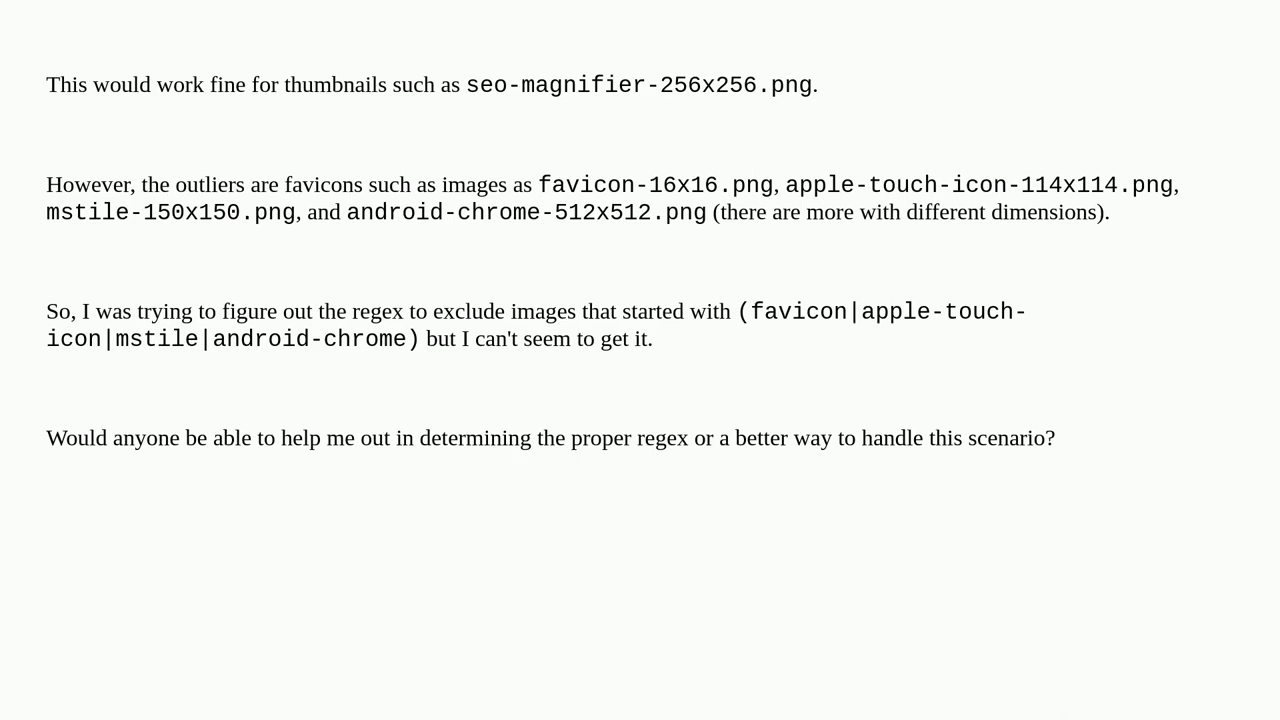 This would work fine for thumbnails such as seo-magnifier-256x256.png.
However, the outliers are favicons such as images as favicon-16x16.png, apple-touch-icon-114x114.png,
mstile-150x150.png, and android-chrome-512x512.png (there are more with different dimensions).
So, I was trying to figure out the regex to exclude images that started with (favicon|apple-touch-
icon|mstile|android-chrome) but I can't seem to get it.
Would anyone be able to help me out in determining the proper regex or a better way to handle this scenario?